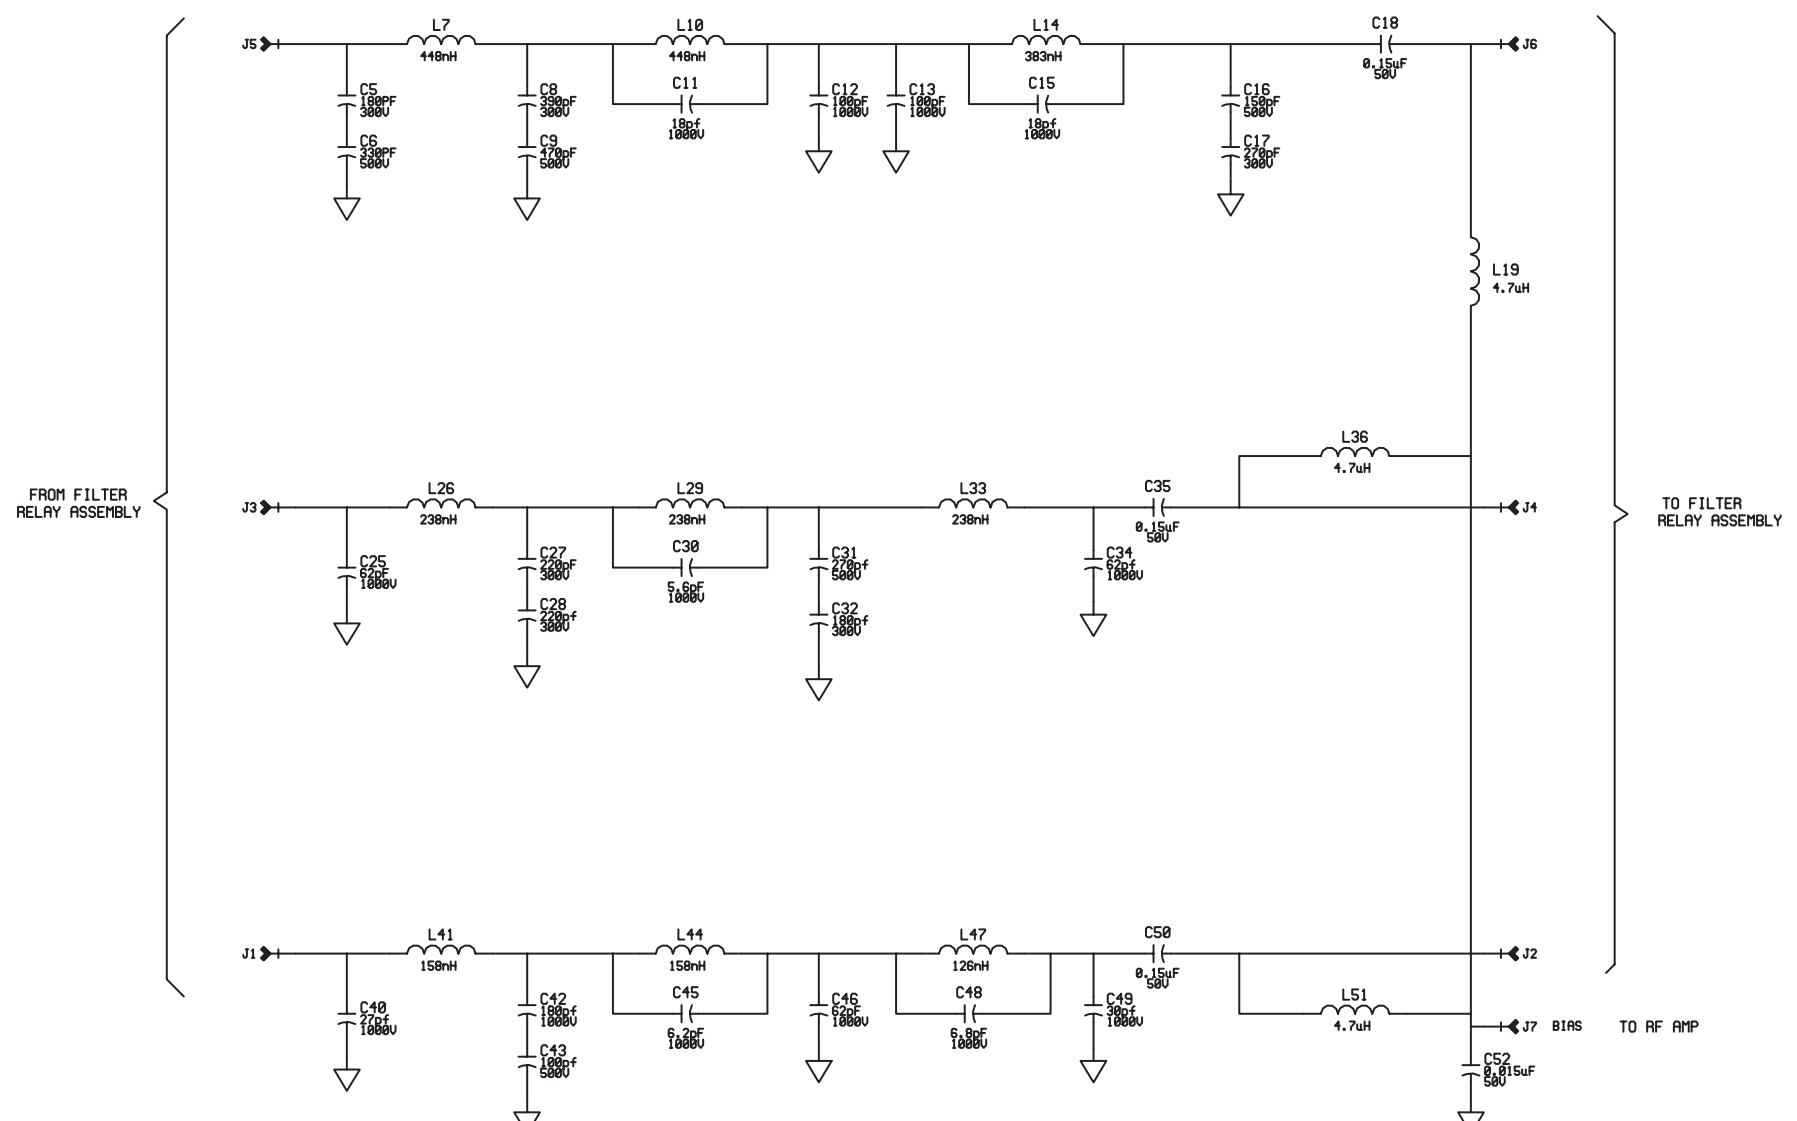 J5
L7
448nH
C5
180PF
300V
C6
330PF
500V
C8
390pF
300V
C9
470pF
500V
L10
448nH
C11
18pf
1000V
C12
100pF
1000V
C13
100pF
1000V
L14
383nH
C15
18pf
1000V
C16
150pF
500V
C17
270pF
300V
C18
0.15uF
50V
J6
L19
4.7uH
FROM FILTER
RELAY ASSEMBLY
J3
L26
238nH
C25
62pF
1000V
C27
220pF
300V
C28
220pf
300V
L29
238nH
C30
5.6pF
1000V
C31
270pf
500V
C32
180pf
300V
L33
238nH
C34
62pf
1000V
C35
0.15uF
50V
L36
4.7uH
J4
TO FILTER
RELAY ASSEMBLY
J1
L41
158nH
C40
27pf
1000V
C42
180pf
1000V
C43
100pf
500V
L44
158nH
C45
6.2pF
1000V
C46
62pF
1000V
L47
126nH
C48
6.8pF
1000V
C49
30pf
1000V
C50
0.15uF
50V
J2
L51
4.7uH
J7 BIAS TO RF AMP
C52
0.015uF
50V